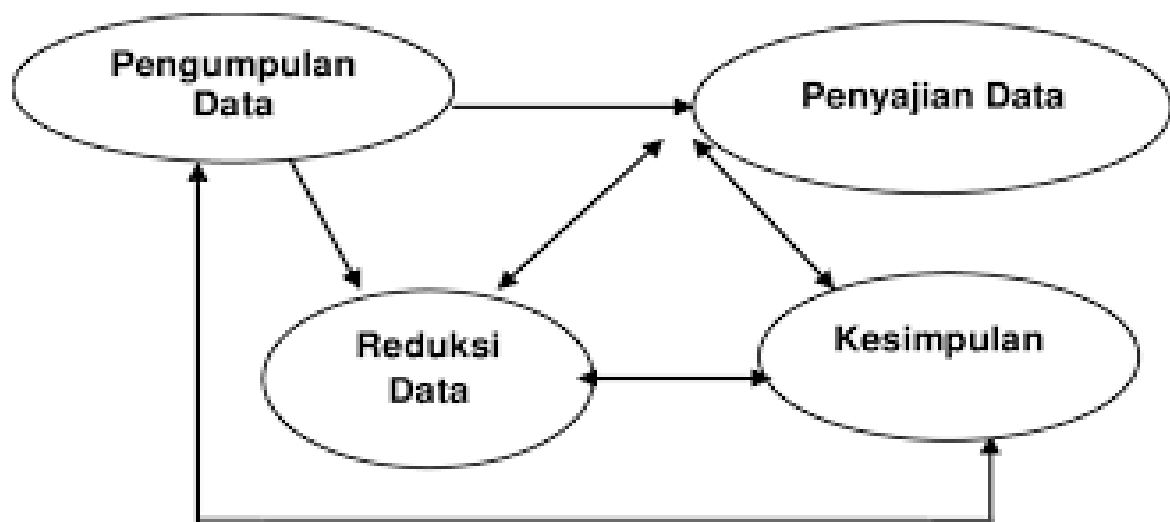 Pengumpulan
Data
Penyajian Data
Reduksi
Data
Kesimpulan